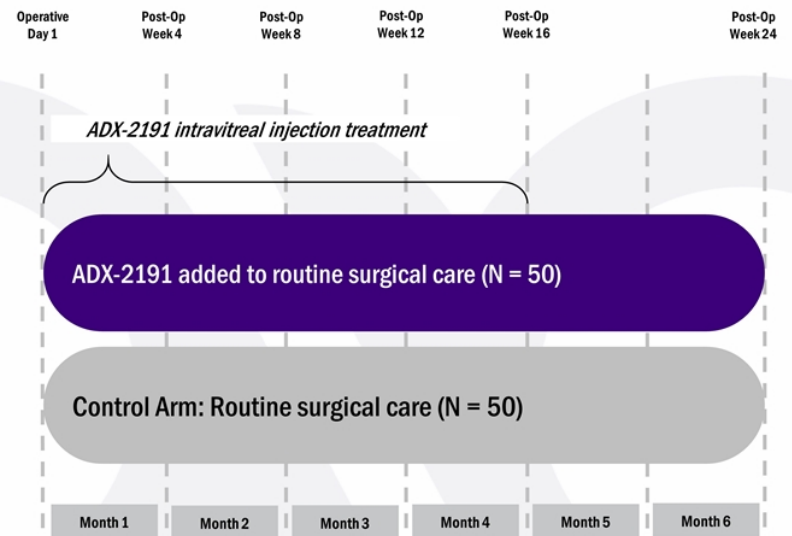 Operative
Day 1
Post-Op
Week 4
Post-Op
Week 8
Post-Op
Week 12
Post-Op
Week 16
Post-Op
Week 24
ADX-2191 intravitreal injection treatment
ADX-2191 added to routine surgical care (N = 50)
Control Arm: Routine surgical care (N = 50)
Month 1
Month 2
Month 3
Month 4
Month 5
Month 6